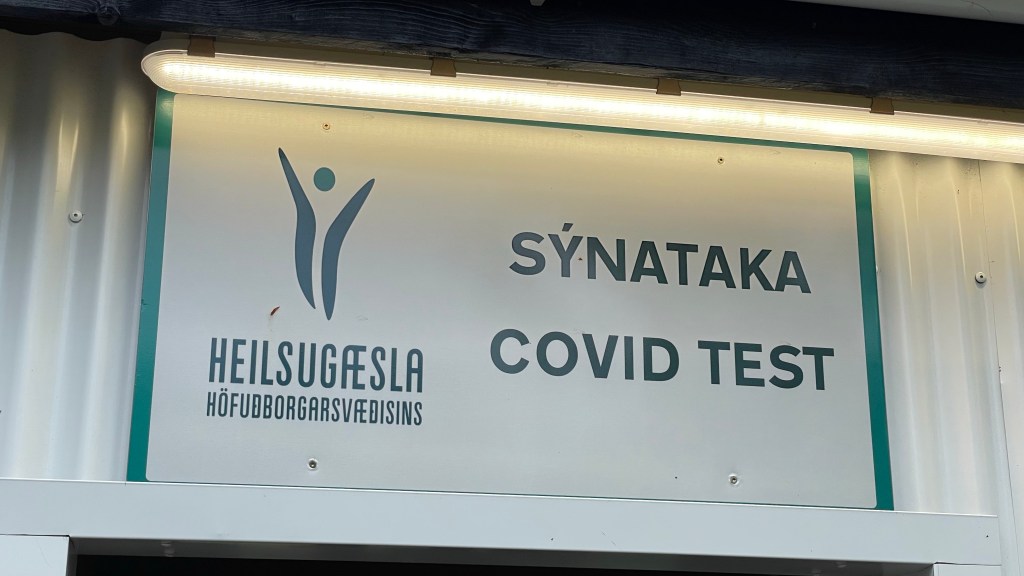 HEILSUGÆSLA
HÖFUÐBORGARSVÆÐISINS
SÝNATAKA
COVID TEST